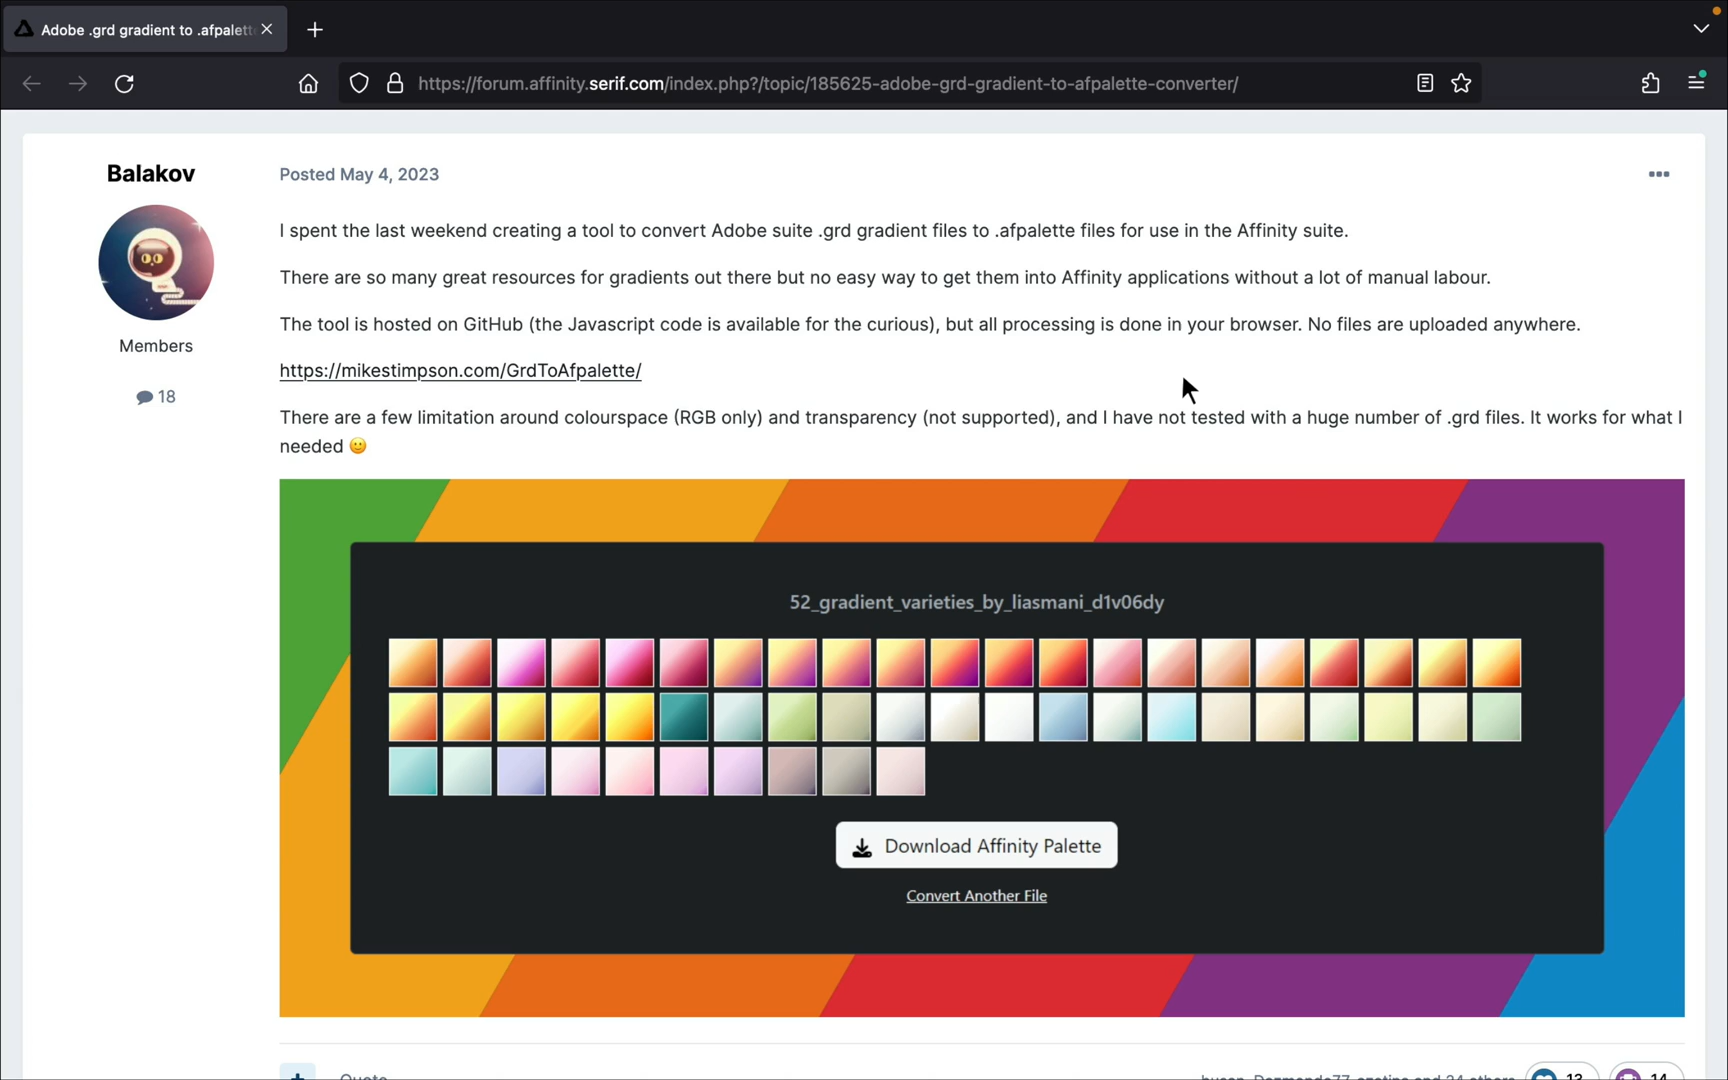 Adobe .grd gradient to .afpalett
https://forum.affinity.serif.com/index.php?/topic/185625-adobe-grd-gradient-to-afpalette-converter/
Balakov
Posted May 4, 2023
I spent the last weekend creating a tool to convert Adobe suite .grd gradient files to .afpalette files for use in the Affinity suite.
There are so many great resources for gradients out there but no easy way to get them into Affinity applications without a lot of manual labour.
The tool is hosted on GitHub (the Javascript code is available for the curious), but all processing is done in your browser. No files are uploaded anywhere.
Members
https://mikestimpson.com/GrdToAfpalette/
18
There are a few limitation around colourspace (RGB only) and transparency (not supported), and I have not tested with a huge number of .grd files. It works for what I
needed 🙂
52_gradient_varieties_by_liasmani_d1v06dy
Download Affinity Palette
Convert Another File
Quote
13
14